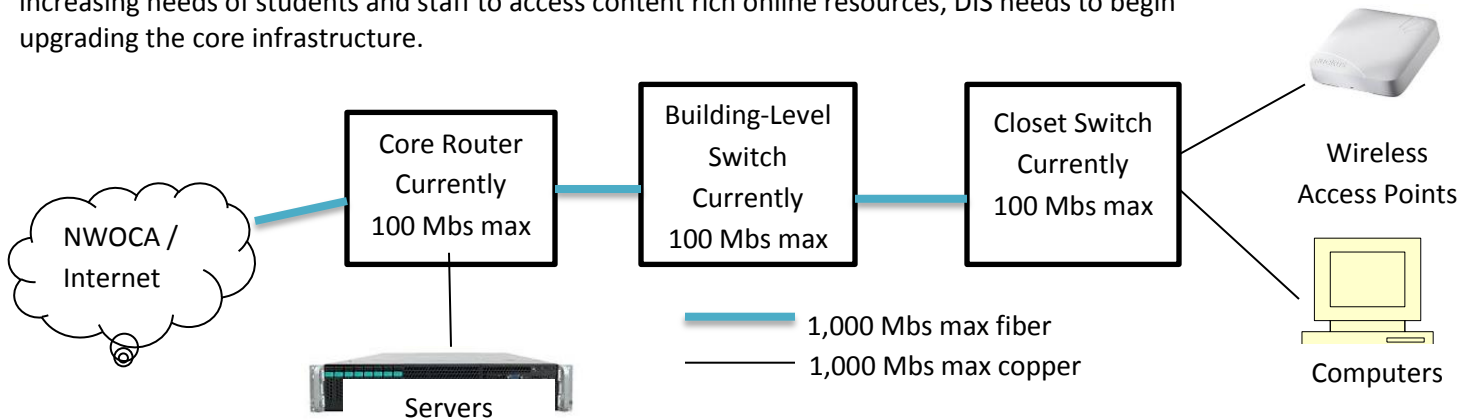 increasing needs of students and staff to access content rich online resources, DIS needs to begin
upgrading the core infrastructure.
NWOCA /
Internet
Core Router
Currently
100 Mbs max
Servers
Building-Level
Switch
Currently
100 Mbs max
Closet Switch
Currently
100 Mbs max
Wireless
Access Points
Computers
1,000 Mbs max fiber
1,000 Mbs max copper